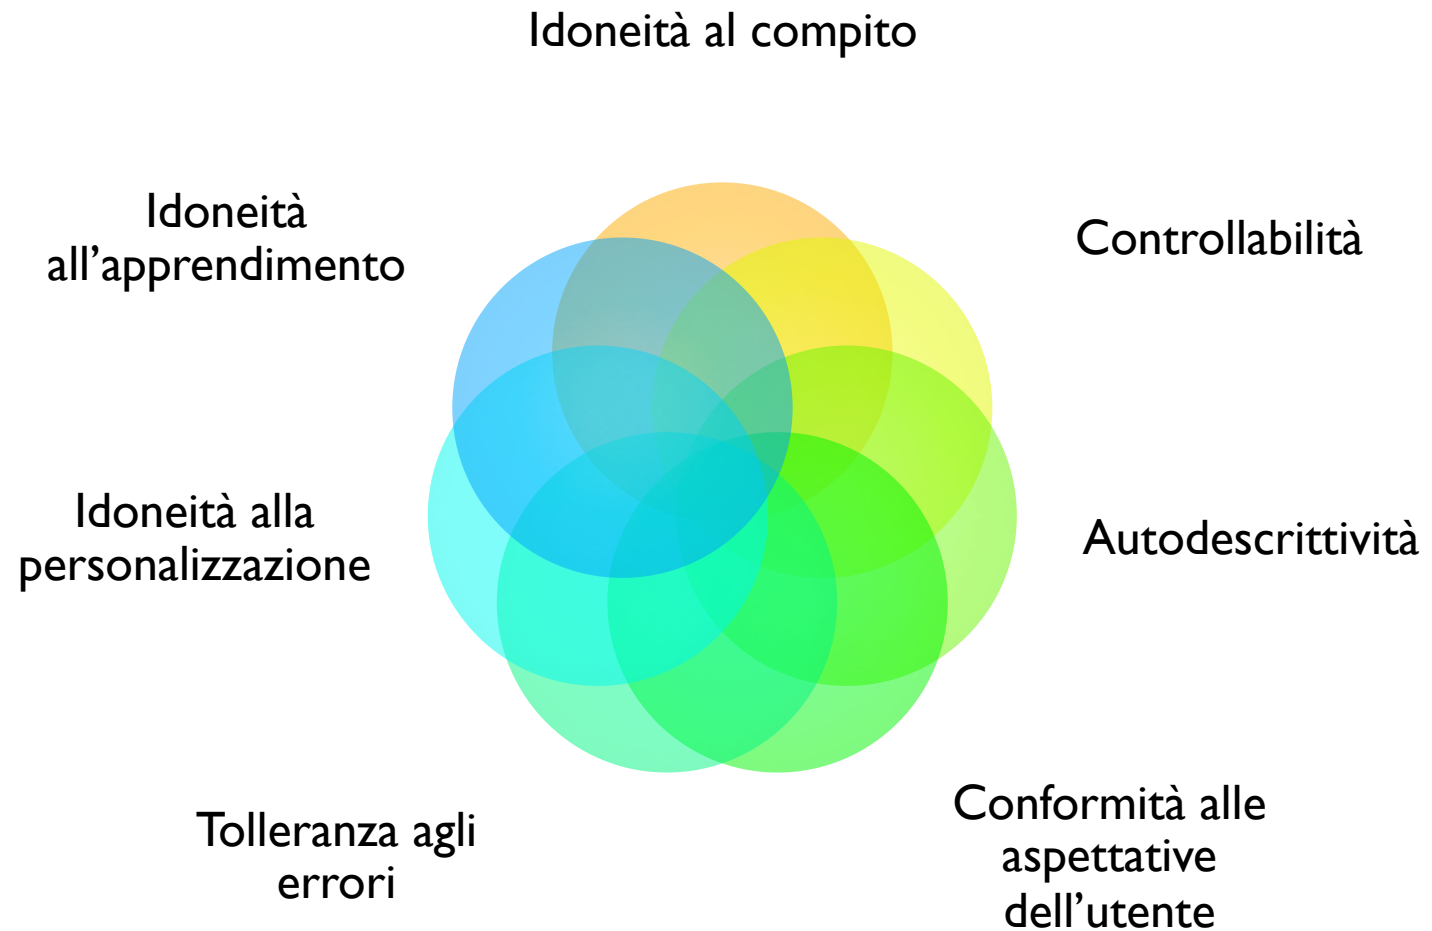 Idoneità al compito
Idoneità
all’apprendimento
Controllabilità
Idoneità alla
personalizzazione
Autodescrittività
Tolleranza agli
errori
Conformità alle
aspettative
dell’utente